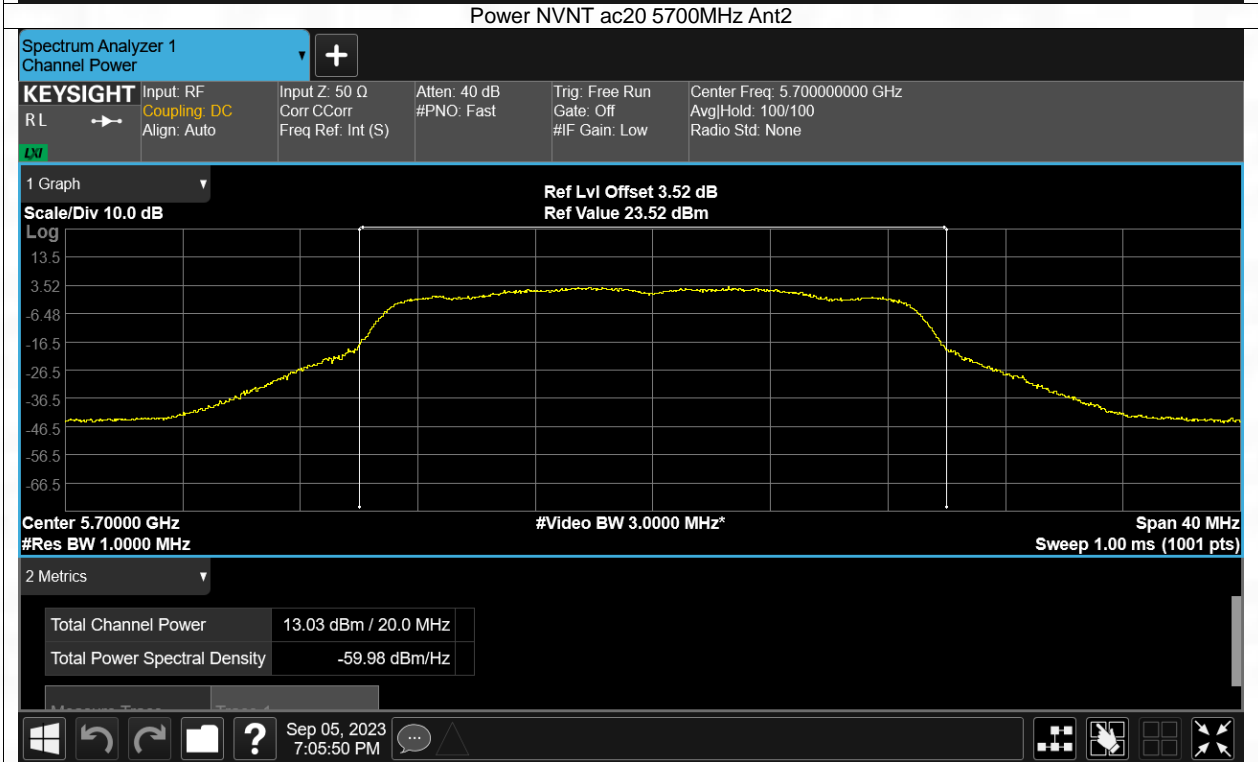 Power NVNT ac20 5700MHz Ant2
Spectrum Analyzer 1
Channel Power
KEYSIGHT
RL
LXI
Input: RF
Coupling: DC
Align: Auto
Input Z: 50 Ω
Corr CCorr
Freq Ref: Int (S)
Atten: 40 dB
#PNO: Fast
Trig: Free Run
Gate: Off
#IF Gain: Low
Center Freq: 5.700000000 GHz
Avg|Hold: 100/100
Radio Std: None
1 Graph
Scale/Div 10.0 dB
Ref Lvl Offset 3.52 dB
Ref Value 23.52 dBm
Log
13.5
3.52
-6.48
-16.5
-26.5
-36.5
-46.5
-56.5
-66.5
Center 5.70000 GHz
#Video BW 3.0000 MHz*
Span 40 MHz
#Res BW 1.0000 MHz
Sweep 1.00 ms (1001 pts)
2 Metrics
Total Channel Power 13.03 dBm / 20.0 MHz
Total Power Spectral Density -59.98 dBm/Hz
Sep 05, 2023
7:05:50 PM